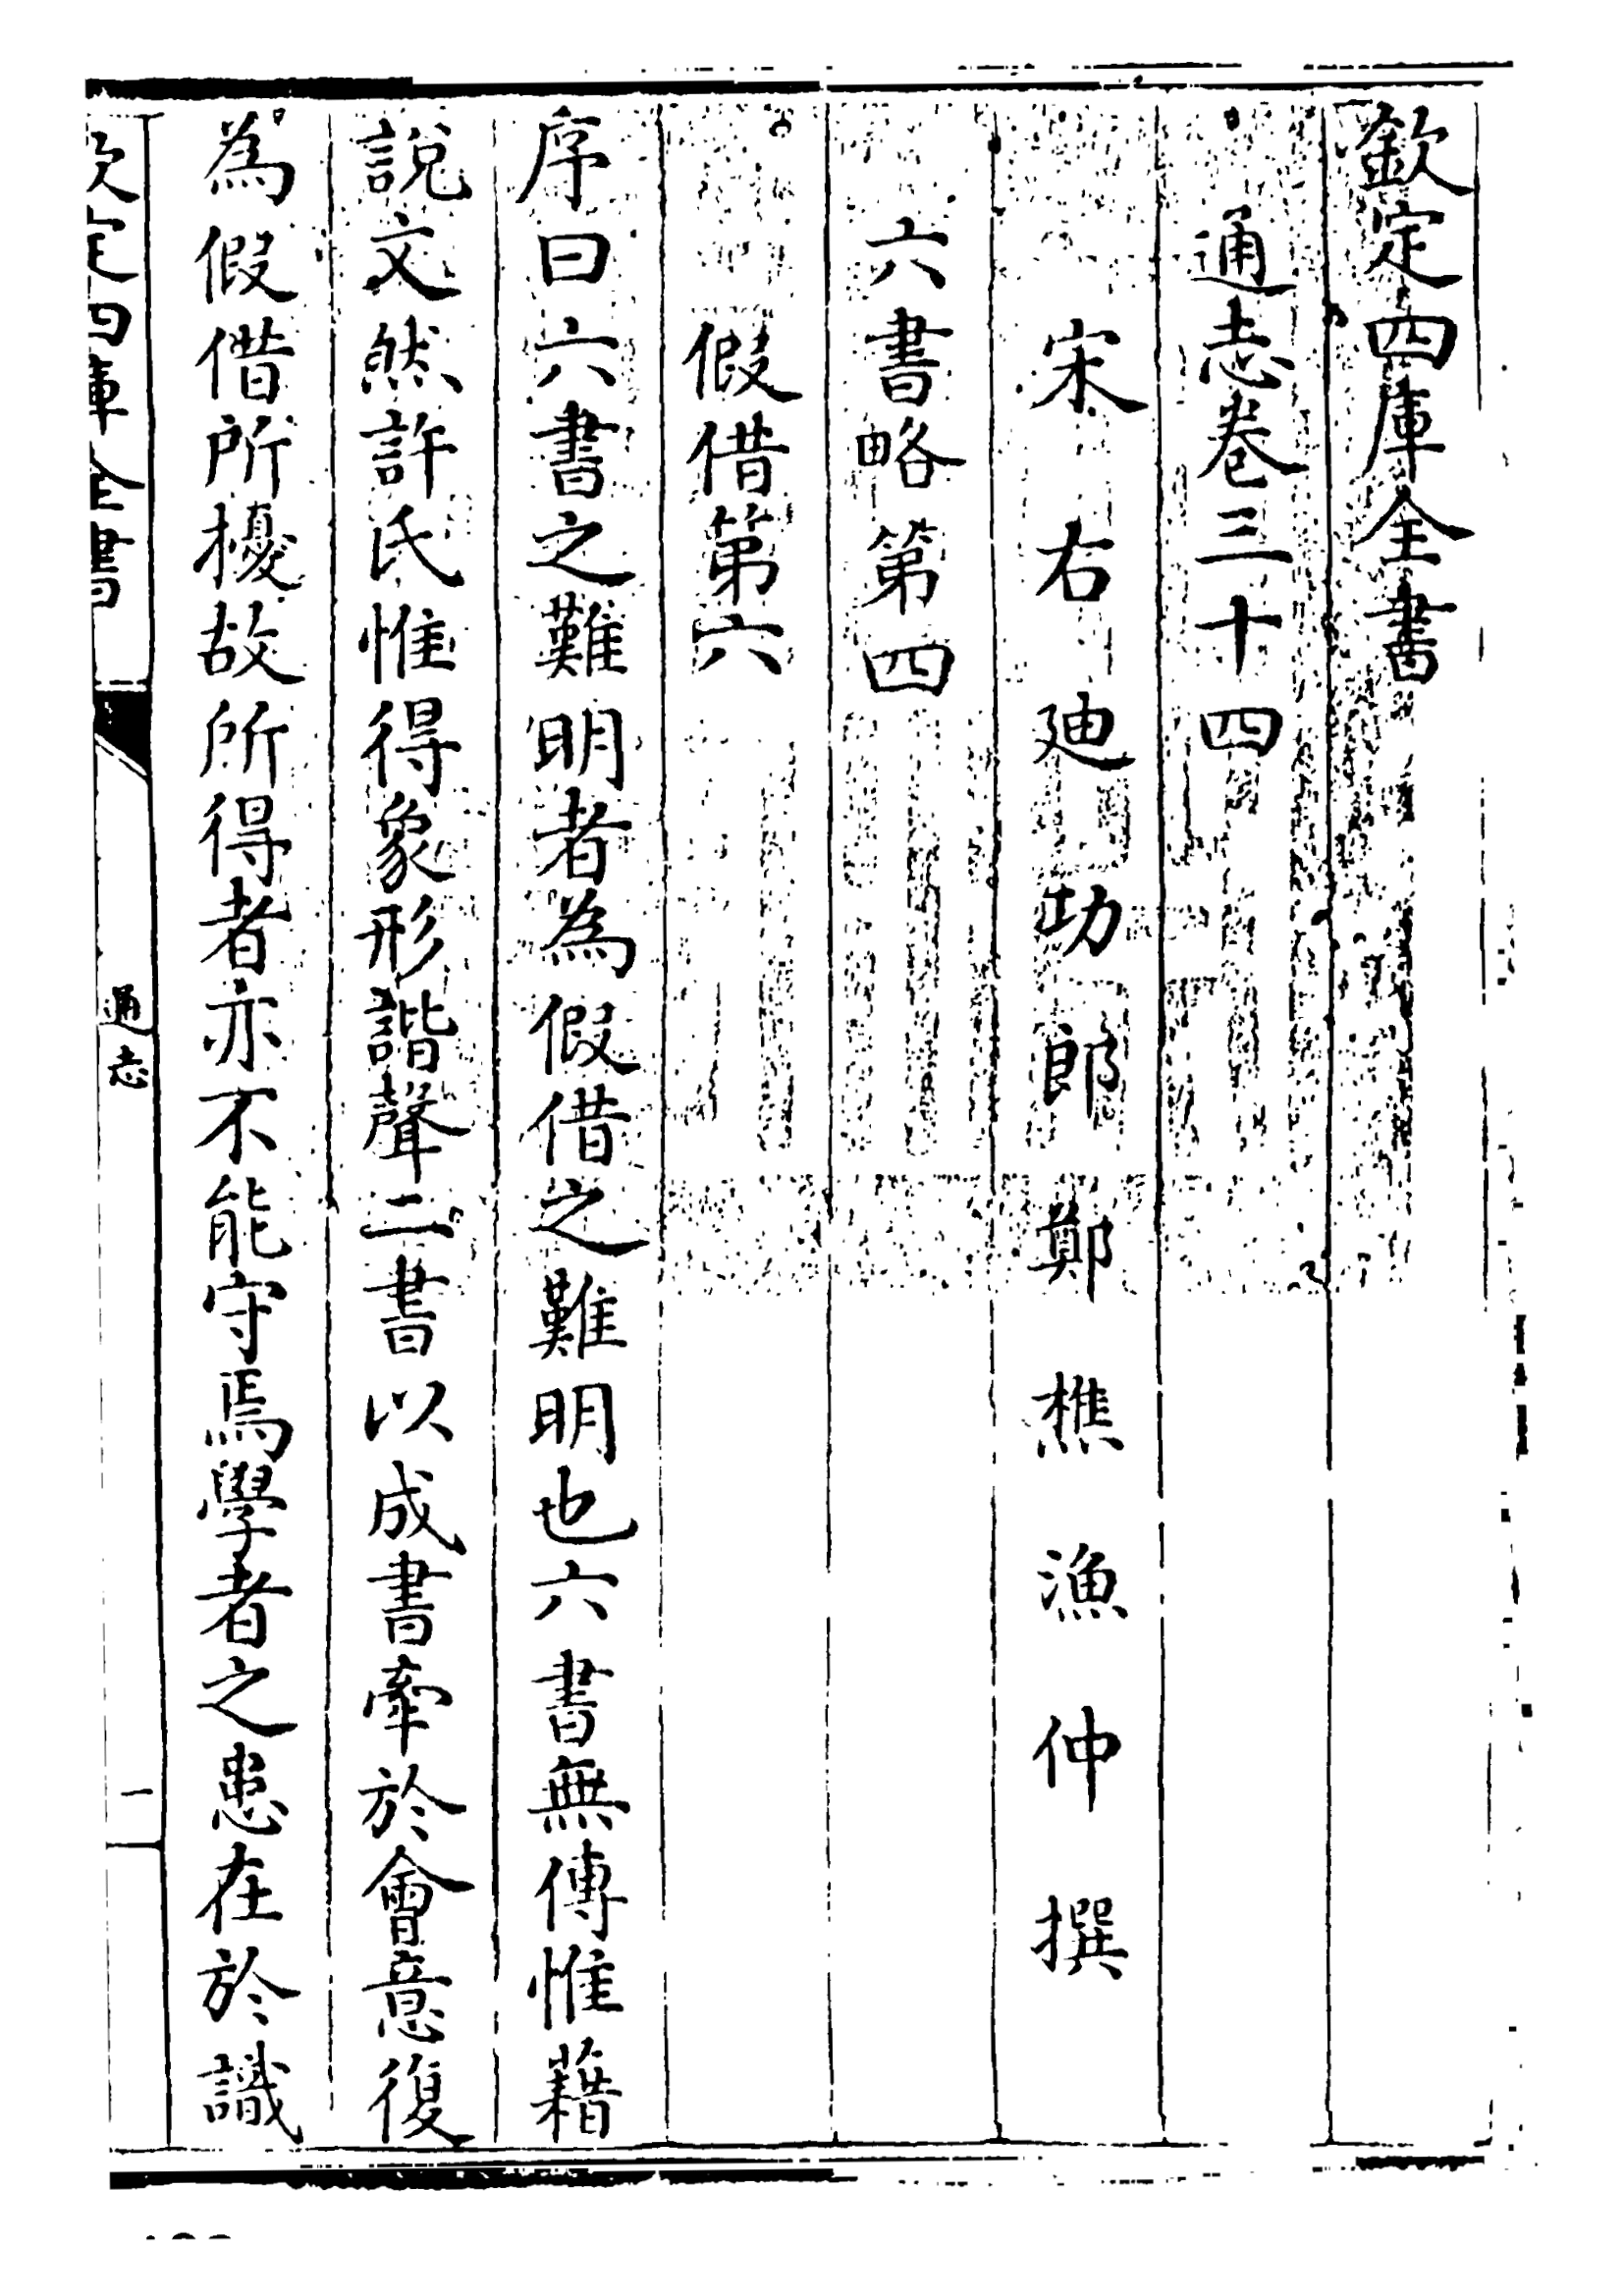 欽定四庫全書
通志卷三十四
宋右迪功郎鄭樵漁仲撰
六書略第四
假借第六
序曰六書之難明者為假借之難明也六書無傳惟藉
說文然許氏惟得象形諧聲二書以成書牽於會意復
為假借所擾故所得者亦不能守焉學者之患在於識
欽定四庫全書
通志
一